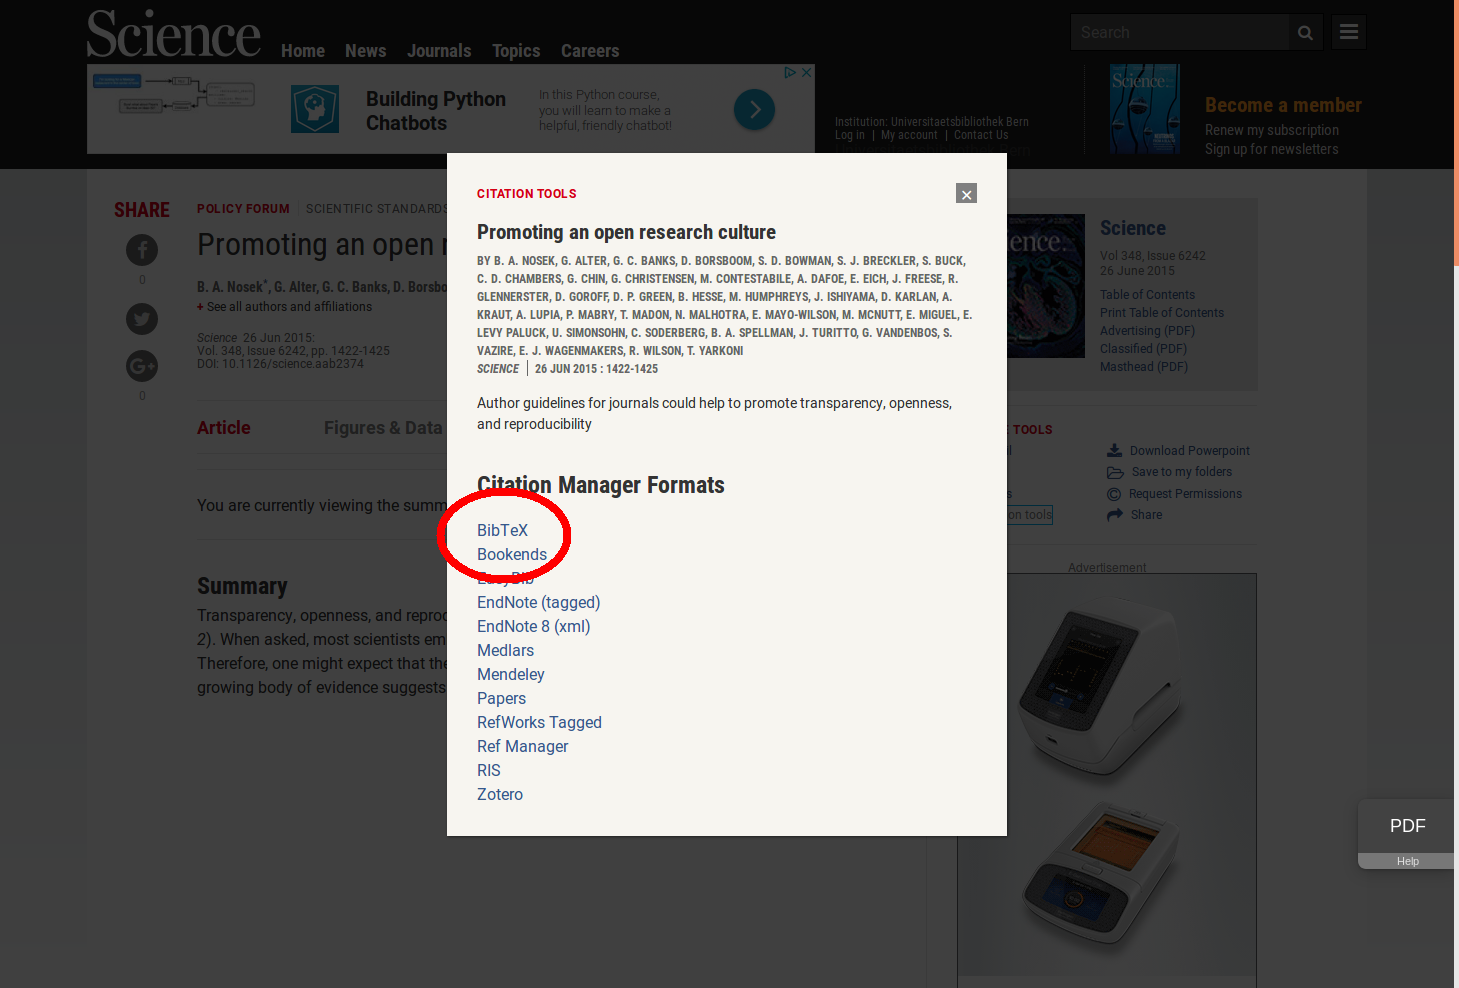 Science
Home News Journals Topics Careers
Search
Building Python
Chatbots
In this Python course,
you will learn to make a
helpful, friendly chatbot!
Institution: Universitaetsbibliothek Bern
Log in | My account | Contact Us
Science
Become a member
Renew my subscription
Sign up for newsletters
SHARE
0
0
POLICY FORUM SCIENTIFIC STANDARDS
Promoting an open r
B. A. Nosek*, G. Alter, G. C. Banks, D. Borsbo
+ See all authors and affiliations
Science 26 Jun 2015:
Vol. 348, Issue 6242, pp. 1422-1425
DOI: 10.1126/science.aab2374
Article Figures & Data
You are currently viewing the summ
Summary
Transparency, openness, and reprod
2). When asked, most scientists em
Therefore, one might expect that the
growing body of evidence suggests
CITATION TOOLS
×
Promoting an open research culture
BY B. A. NOSEK, G. ALTER, G. C. BANKS, D. BORSBOOM, S. D. BOWMAN, S. J. BRECKLER, S. BUCK,
C. D. CHAMBERS, G. CHIN, G. CHRISTENSEN, M. CONTESTABILE, A. DAFOE, E. EICH, J. FREESE, R.
GLENNERSTER, D. GOROFF, D. P. GREEN, B. HESSE, M. HUMPHREYS, J. ISHIYAMA, D. KARLAN, A.
KRAUT, A. LUPIA, P. MABRY, T. MADON, N. MALHOTRA, E. MAYO-WILSON, M. MCNUTT, E. MIGUEL, E.
LEVY PALUCK, U. SIMONSOHN, C. SODERBERG, B. A. SPELLMAN, J. TURITTO, G. VANDENBOS, S.
VAZIRE, E. J. WAGENMAKERS, R. WILSON, T. YARKONI
SCIENCE | 26 JUN 2015 : 1422-1425
Author guidelines for journals could help to promote transparency, openness,
and reproducibility
Citation Manager Formats
BibTeX
Bookends
EasyBib
EndNote (tagged)
EndNote 8 (xml)
Medlars
Mendeley
Papers
RefWorks Tagged
Ref Manager
RIS
Zotero
ence.
Science
Vol 348, Issue 6242
26 June 2015
Table of Contents
Print Table of Contents
Advertising (PDF)
Classified (PDF)
Masthead (PDF)
TOOLS
Download Powerpoint
Save to my folders
Request Permissions
on tools
Share
Advertisement
PDF
Help